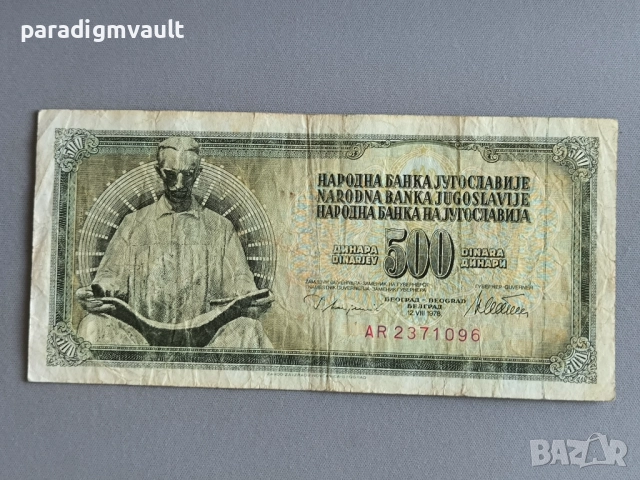 paradigmvault
НАРОДНА БАНКА ЈУГОСЛАВИЈЕ
NARODNA BANKA JUGOSLAVIJE
НАРОДНА БАНКА НА ЈУГОСЛАВИЈА
ДИНАРА 500 DINARA
DINARJEV ДИНАРИ
БЕОГРАД - BEOGRAD
БЕЛГРАД
12 VIII 1978
AR 2371096
500
BAZAR